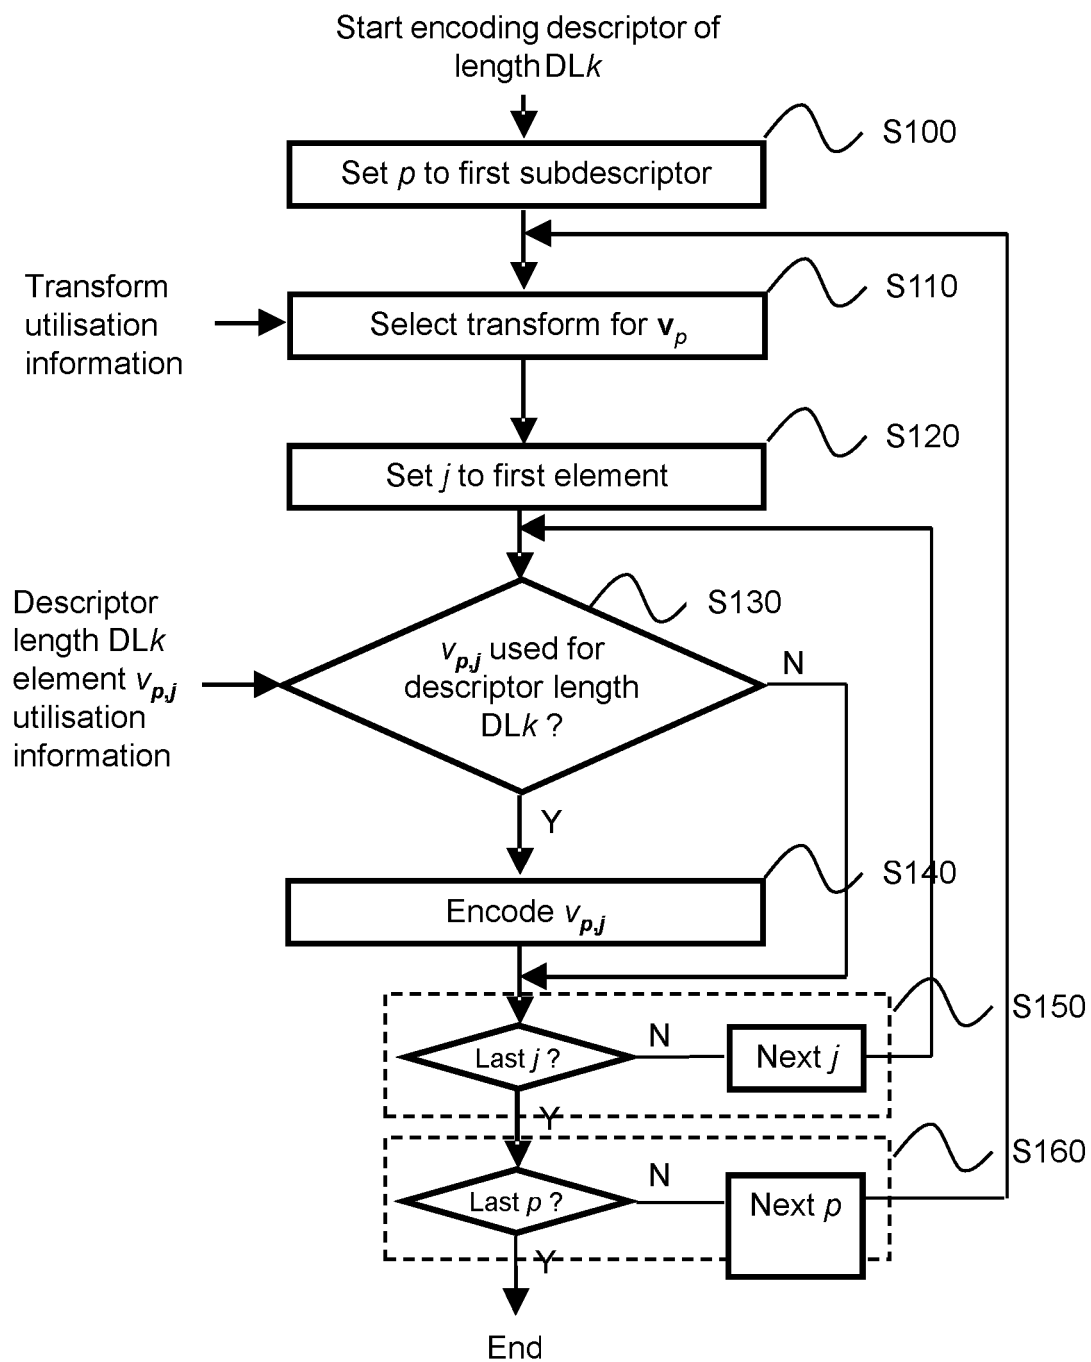 Start encoding descriptor of
length DLk
S100
Set p to first subdescriptor
Transform
utilisation
information
S110
Select transform for vp
S120
Set j to first element
Descriptor
length DLk
element vp,j
utilisation
information
S130
vp,j used for
descriptor length
DLk ?
N
Y
S140
Encode vp,j
S150
Last j ?
N
Next j
Y
S160
Last p ?
N
Next p
Y
End